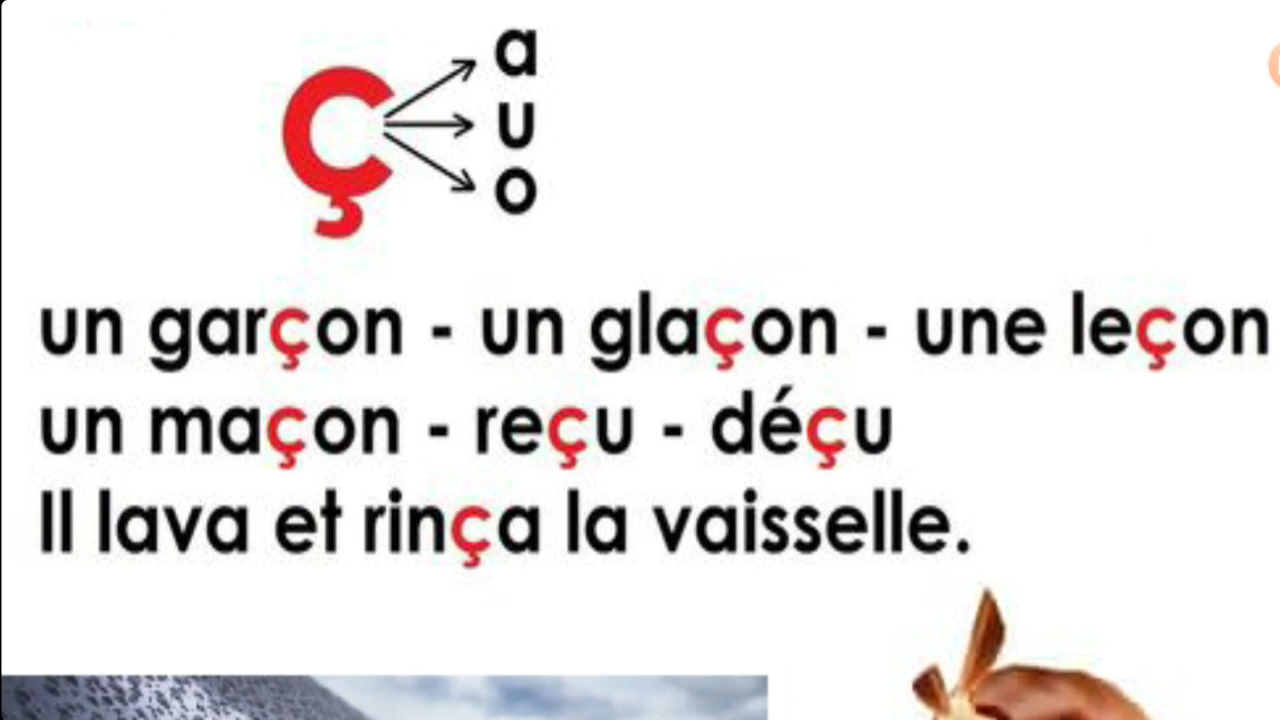 ç a
u
o
un garçon - un glaçon - une leçon
un maçon - reçu - déçu
Il lava et rinça la vaisselle.